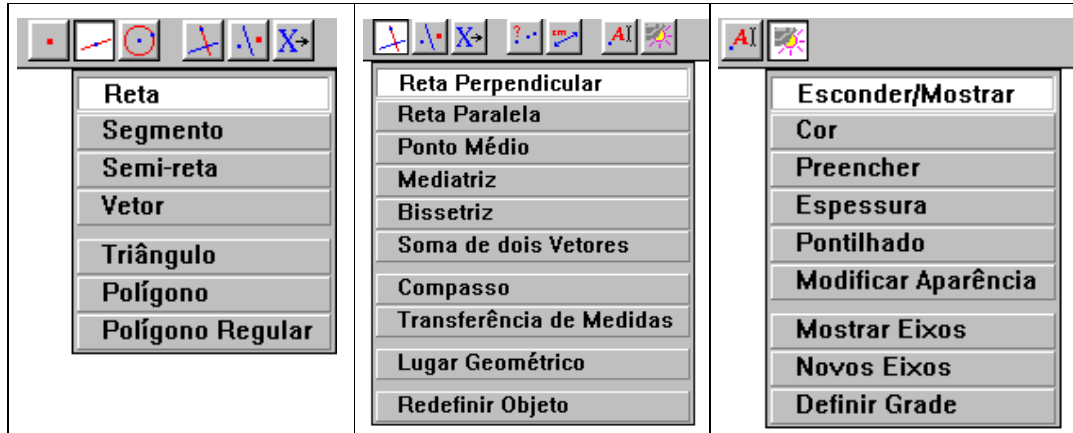 X
Reta
Segmento
Semi-reta
Vetor
Triângulo
Polígono
Polígono Regular
X ? cm A
Reta Perpendicular
Reta Paralela
Ponto Médio
Mediatriz
Bissetriz
Soma de dois Vetores
Compasso
Transferência de Medidas
Lugar Geométrico
Redefinir Objeto
A
Esconder/Mostrar
Cor
Preencher
Espessura
Pontilhado
Modificar Aparência
Mostrar Eixos
Novos Eixos
Definir Grade